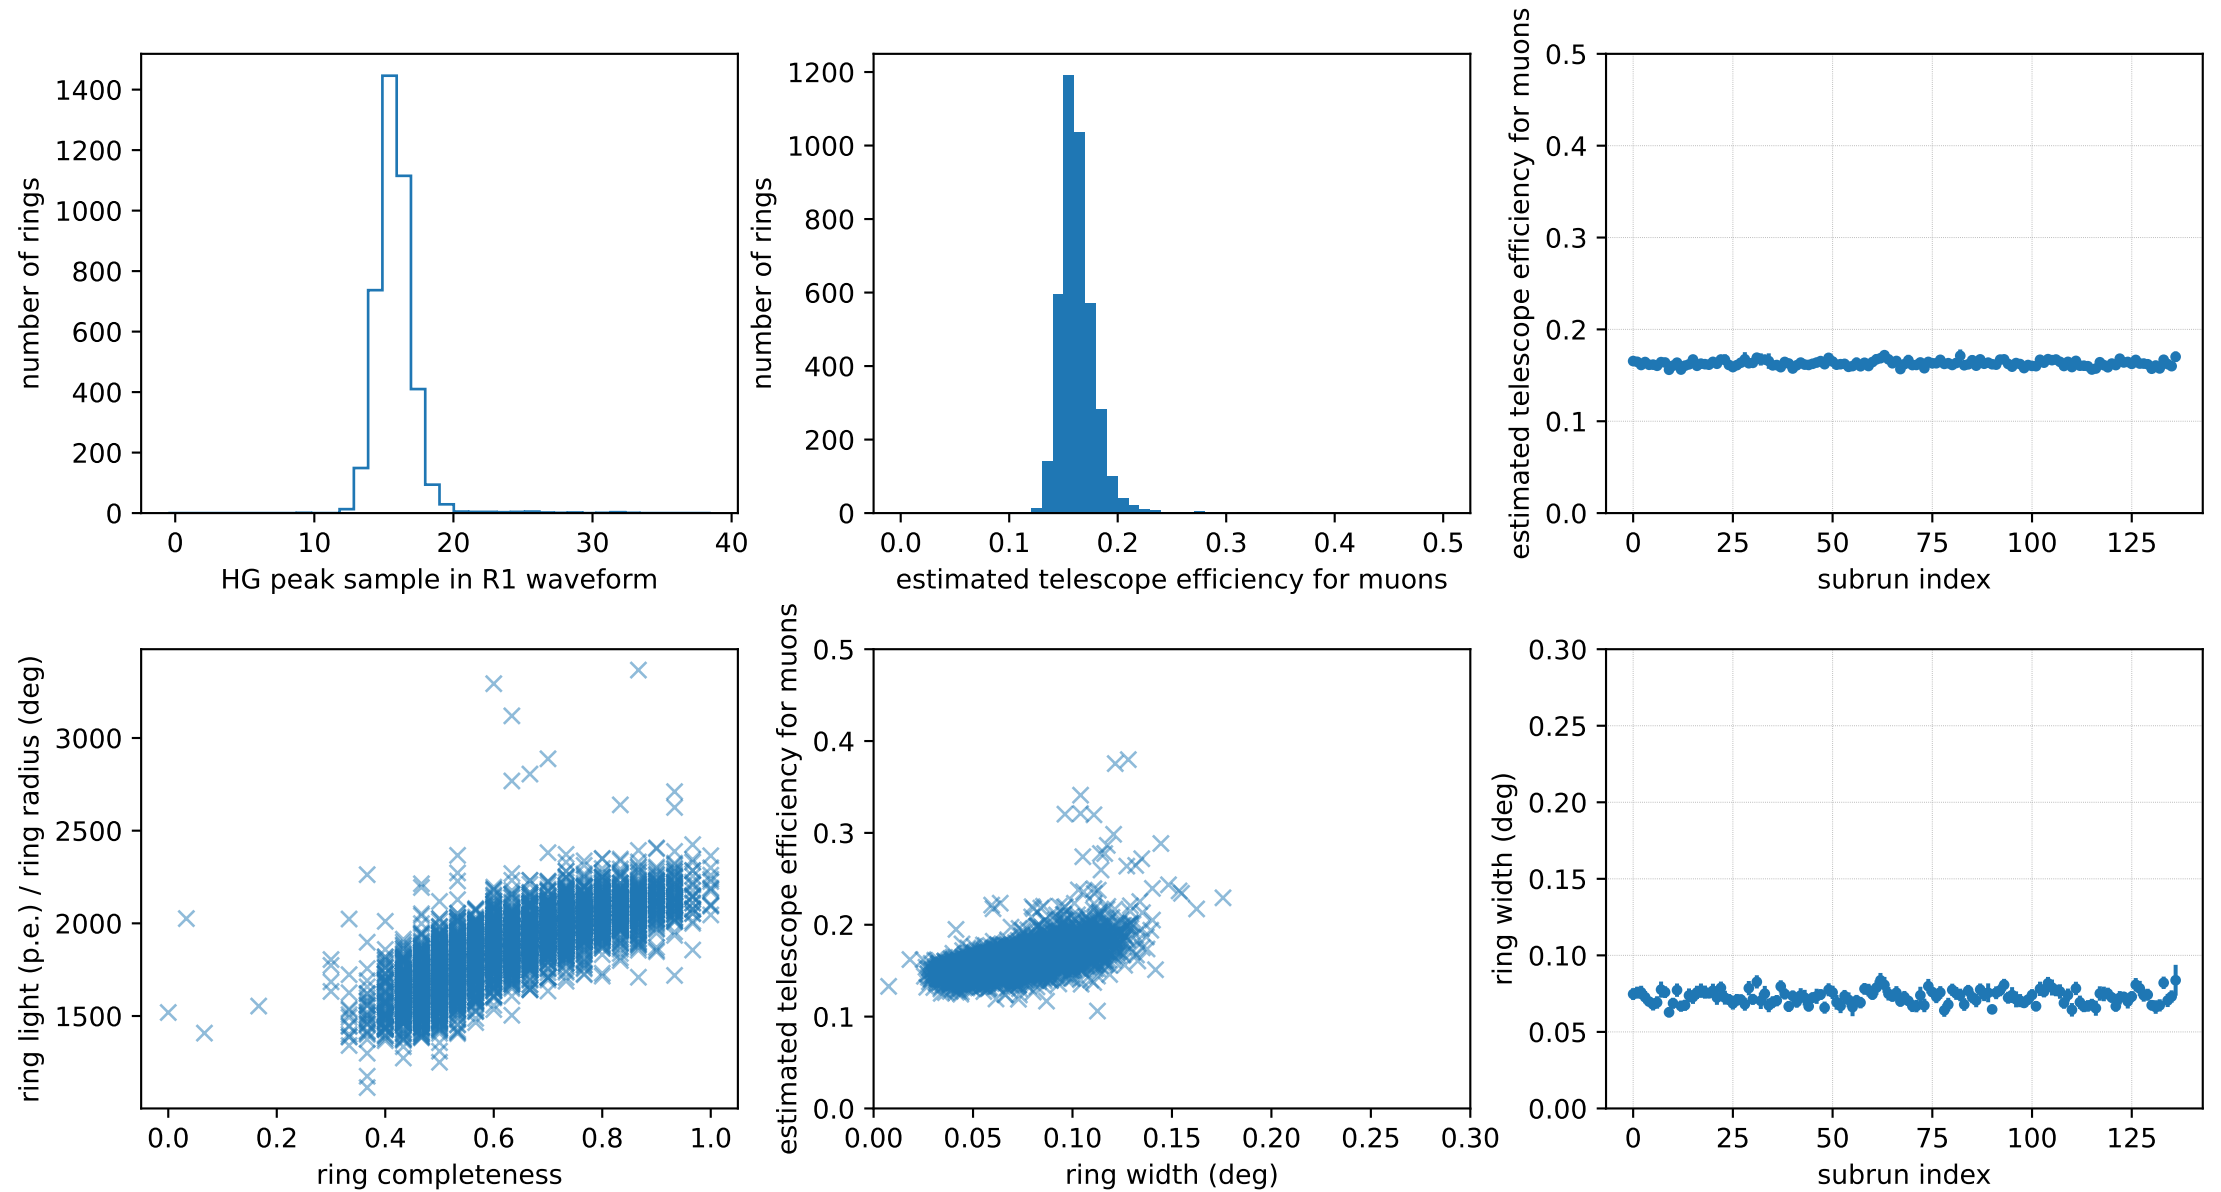 number of rings
1400
1200
1000
800
600
400
200
0
0 10 20 30 40
HG peak sample in R1 waveform
number of rings
1200
1000
800
600
400
200
0
0.0 0.1 0.2 0.3 0.4 0.5
estimated telescope efficiency for muons
estimated telescope efficiency for muons
0.5
0.4
0.3
0.2
0.1
0.0
0 25 50 75 100 125
subrun index
ring light (p.e.) / ring radius (deg)
3000
2500
2000
1500
0.0 0.2 0.4 0.6 0.8 1.0
ring completeness
estimated telescope efficiency for muons
0.5
0.4
0.3
0.2
0.1
0.0
0.00 0.05 0.10 0.15 0.20 0.25 0.30
ring width (deg)
ring width (deg)
0.30
0.25
0.20
0.15
0.10
0.05
0.00
0 25 50 75 100 125
subrun index